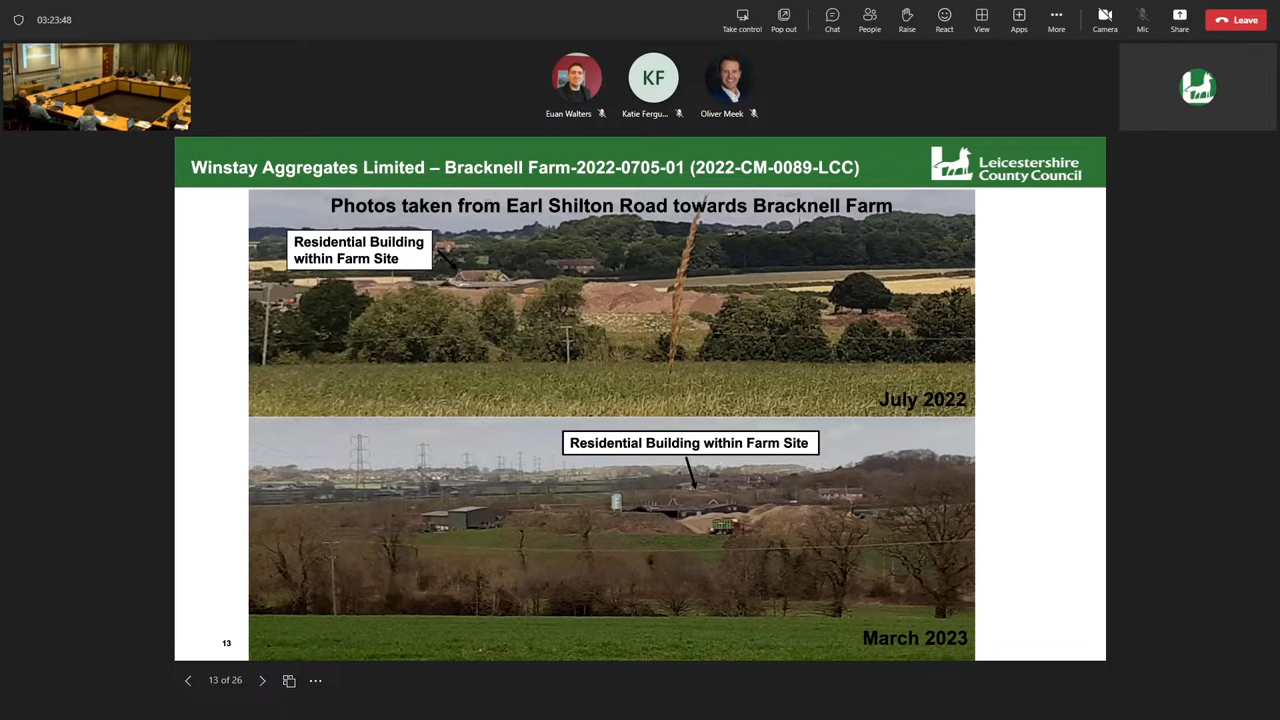 03:23:48
Take control
Pop out
Chat
People
Raise
React
View
Apps
More
Camera
Mic
Share
Leave
Euan Walters
KF
Katie Fergu...
Oliver Meek
Winstay Aggregates Limited – Bracknell Farm-2022-0705-01 (2022-CM-0089-LCC)
Leicestershire
County Council
Photos taken from Earl Shilton Road towards Bracknell Farm
Residential Building
within Farm Site
July 2022
Residential Building within Farm Site
March 2023
13
13 of 26